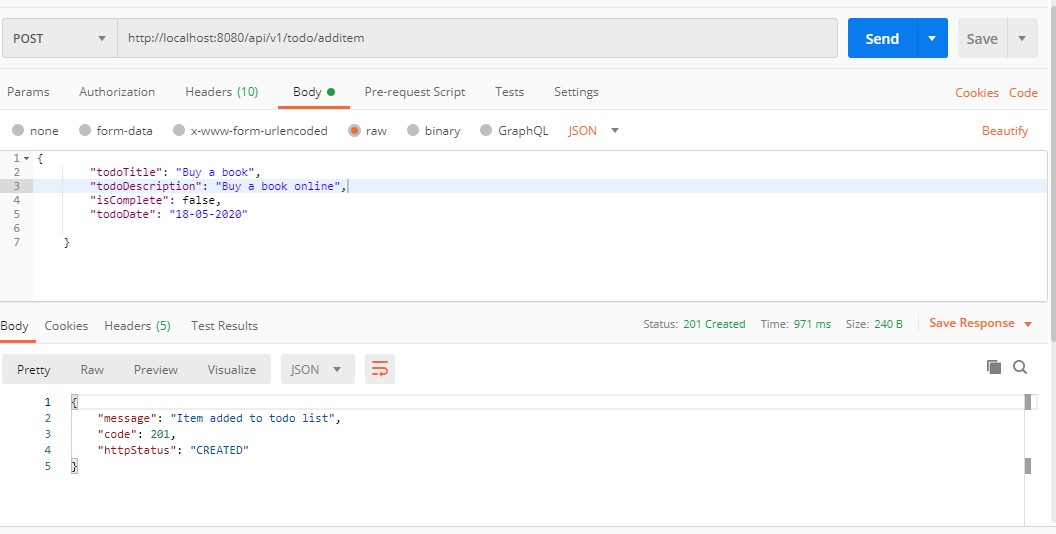 POST http://localhost:8080/api/v1/todo/additem Send Save
Params Authorization Headers (10) Body Pre-request Script Tests Settings Cookies Code
none form-data x-www-form-urlencoded raw binary GraphQL JSON Beautify
1 {
2 "todoTitle": "Buy a book",
3 "todoDescription": "Buy a book online",
4 "isComplete": false,
5 "todoDate": "18-05-2020"
6
7 }
Body Cookies Headers (5) Test Results Status: 201 Created Time: 971 ms Size: 240 B Save Response
Pretty Raw Preview Visualize JSON
1 {
2 "message": "Item added to todo list",
3 "code": 201,
4 "httpStatus": "CREATED"
5 }